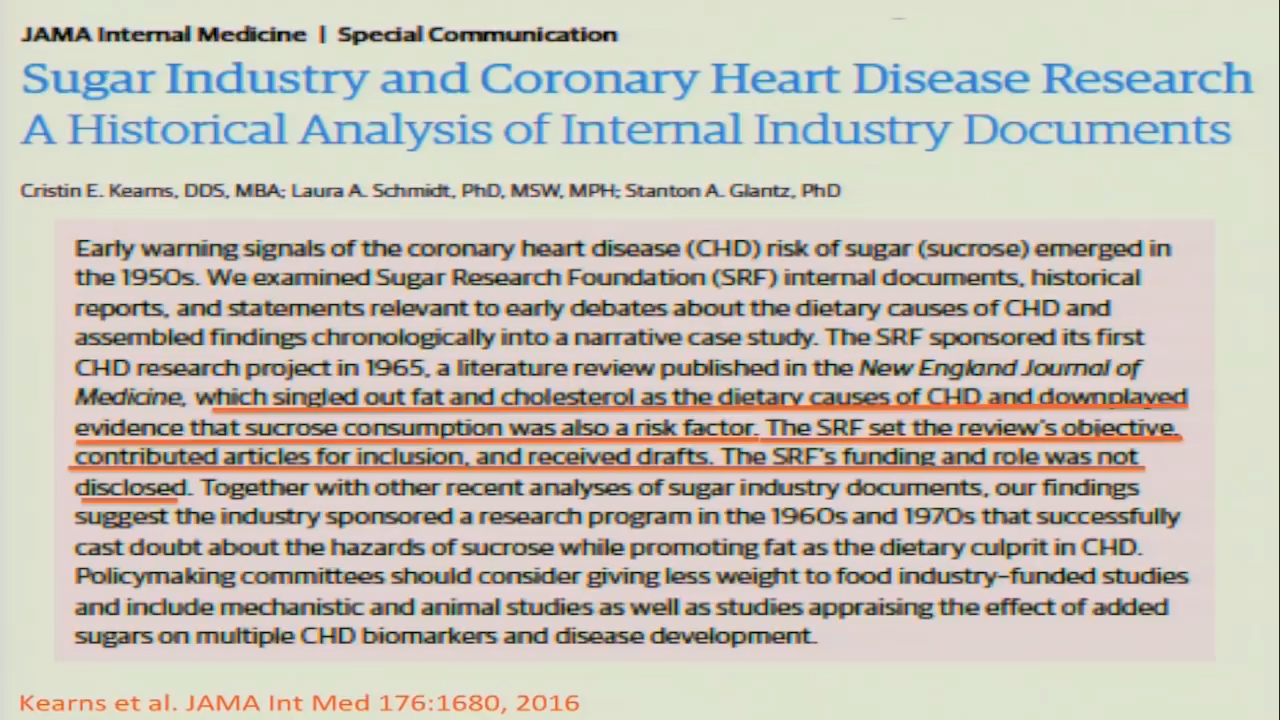 JAMA Internal Medicine | Special Communication
Sugar Industry and Coronary Heart Disease Research
A Historical Analysis of Internal Industry Documents
Cristin E. Kearns, DDS, MBA; Laura A. Schmidt, PhD, MSW, MPH; Stanton A. Glantz, PhD
Early warning signals of the coronary heart disease (CHD) risk of sugar (sucrose) emerged in
the 1950s. We examined Sugar Research Foundation (SRF) internal documents, historical
reports, and statements relevant to early debates about the dietary causes of CHD and
assembled findings chronologically into a narrative case study. The SRF sponsored its first
CHD research project in 1965, a literature review published in the New England Journal of
Medicine, which singled out fat and cholesterol as the dietary causes of CHD and downplayed
evidence that sucrose consumption was also a risk factor. The SRF set the review's objective,
contributed articles for inclusion, and received drafts. The SRF's funding and role was not
disclosed. Together with other recent analyses of sugar industry documents, our findings
suggest the industry sponsored a research program in the 1960s and 1970s that successfully
cast doubt about the hazards of sucrose while promoting fat as the dietary culprit in CHD.
Policymaking committees should consider giving less weight to food industry–funded studies
and include mechanistic and animal studies as well as studies appraising the effect of added
sugars on multiple CHD biomarkers and disease development.
Kearns et al. JAMA Int Med 176:1680, 2016